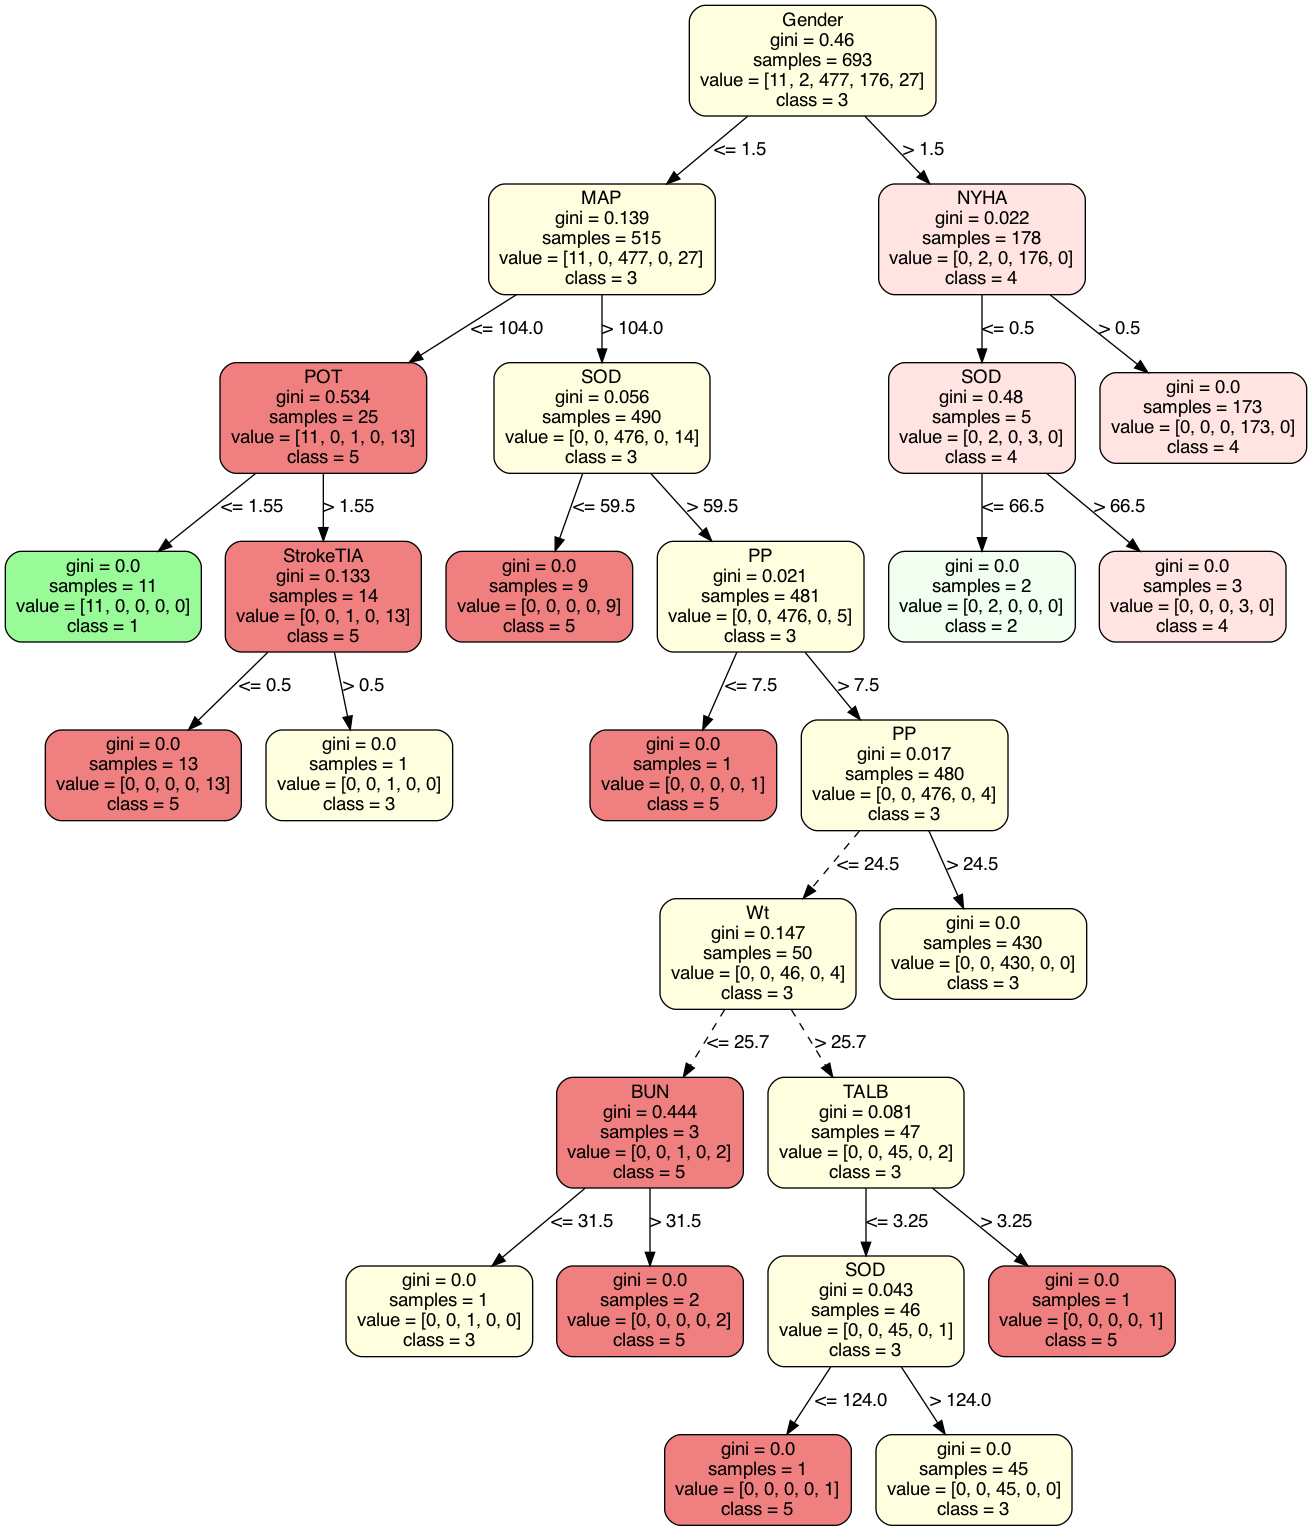 Gender
gini = 0.46
samples = 693
value = [11, 2, 477, 176, 27]
class = 3
<= 1.5
> 1.5
MAP
gini = 0.139
samples = 515
value = [11, 0, 477, 0, 27]
class = 3
NYHA
gini = 0.022
samples = 178
value = [0, 2, 0, 176, 0]
class = 4
<= 104.0
> 104.0
<= 0.5
> 0.5
POT
gini = 0.534
samples = 25
value = [11, 0, 1, 0, 13]
class = 5
SOD
gini = 0.056
samples = 490
value = [0, 0, 476, 0, 14]
class = 3
SOD
gini = 0.48
samples = 5
value = [0, 2, 0, 3, 0]
class = 4
gini = 0.0
samples = 173
value = [0, 0, 0, 173, 0]
class = 4
<= 1.55
> 1.55
<= 59.5
> 59.5
<= 66.5
> 66.5
gini = 0.0
samples = 11
value = [11, 0, 0, 0, 0]
class = 1
StrokeTIA
gini = 0.133
samples = 14
value = [0, 0, 1, 0, 13]
class = 5
gini = 0.0
samples = 9
value = [0, 0, 0, 0, 9]
class = 5
PP
gini = 0.021
samples = 481
value = [0, 0, 476, 0, 5]
class = 3
gini = 0.0
samples = 2
value = [0, 2, 0, 0, 0]
class = 2
gini = 0.0
samples = 3
value = [0, 0, 0, 3, 0]
class = 4
<= 0.5
> 0.5
<= 7.5
> 7.5
gini = 0.0
samples = 13
value = [0, 0, 0, 0, 13]
class = 5
gini = 0.0
samples = 1
value = [0, 0, 1, 0, 0]
class = 3
gini = 0.0
samples = 1
value = [0, 0, 0, 0, 1]
class = 5
PP
gini = 0.017
samples = 480
value = [0, 0, 476, 0, 4]
class = 3
<= 24.5
> 24.5
Wt
gini = 0.147
samples = 50
value = [0, 0, 46, 0, 4]
class = 3
gini = 0.0
samples = 430
value = [0, 0, 430, 0, 0]
class = 3
<= 25.7
> 25.7
BUN
gini = 0.444
samples = 3
value = [0, 0, 1, 0, 2]
class = 5
TALB
gini = 0.081
samples = 47
value = [0, 0, 45, 0, 2]
class = 3
<= 31.5
> 31.5
<= 3.25
> 3.25
gini = 0.0
samples = 1
value = [0, 0, 1, 0, 0]
class = 3
gini = 0.0
samples = 2
value = [0, 0, 0, 0, 2]
class = 5
SOD
gini = 0.043
samples = 46
value = [0, 0, 45, 0, 1]
class = 3
gini = 0.0
samples = 1
value = [0, 0, 0, 0, 1]
class = 5
<= 124.0
> 124.0
gini = 0.0
samples = 1
value = [0, 0, 0, 0, 1]
class = 5
gini = 0.0
samples = 45
value = [0, 0, 45, 0, 0]
class = 3